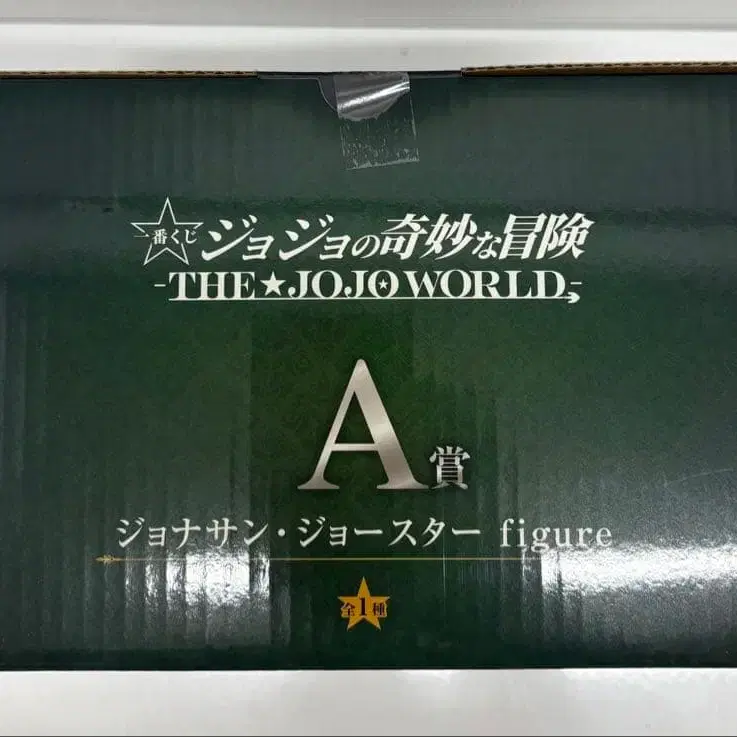 一番くじ ジョジョの奇妙な冒険
-THE★JOJO WORLD-
A賞
ジョナサン・ジョースター figure
全1種